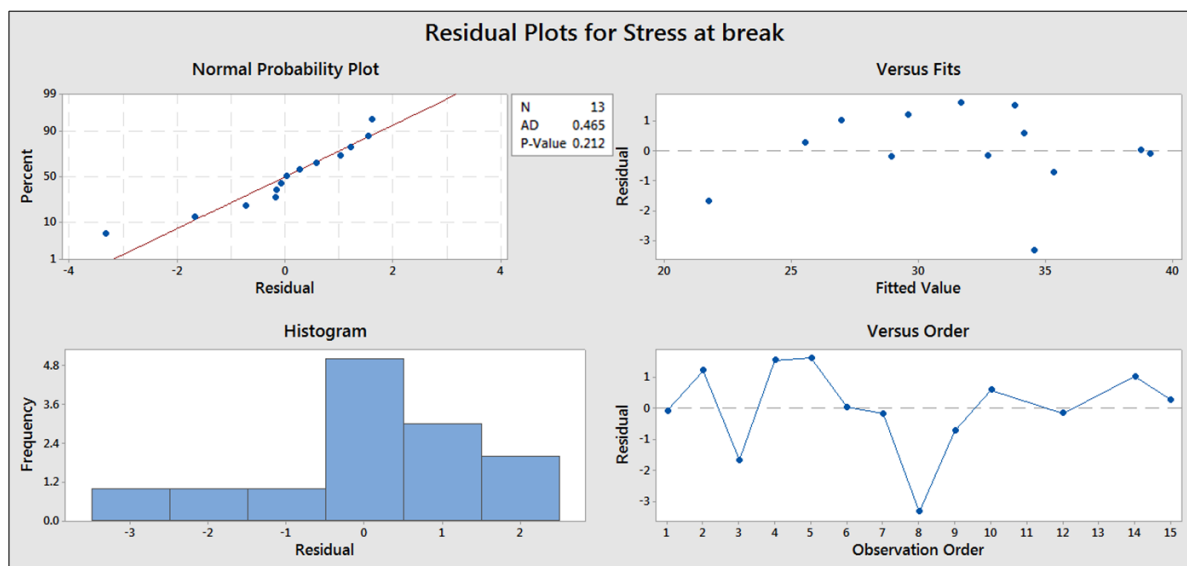 Residual Plots for Stress at break
Normal Probability Plot
99
90
50
10
1
Percent
-4 -2 0 2 4
Residual
N 13
AD 0.465
P-Value 0.212
Versus Fits
1
0
-1
-2
-3
Residual
20 25 30 35 40
Fitted Value
Histogram
4.8
3.6
2.4
1.2
0.0
Frequency
-3 -2 -1 0 1 2
Residual
Versus Order
1
0
-1
-2
-3
Residual
1 2 3 4 5 6 7 8 9 10 11 12 13 14 15
Observation Order